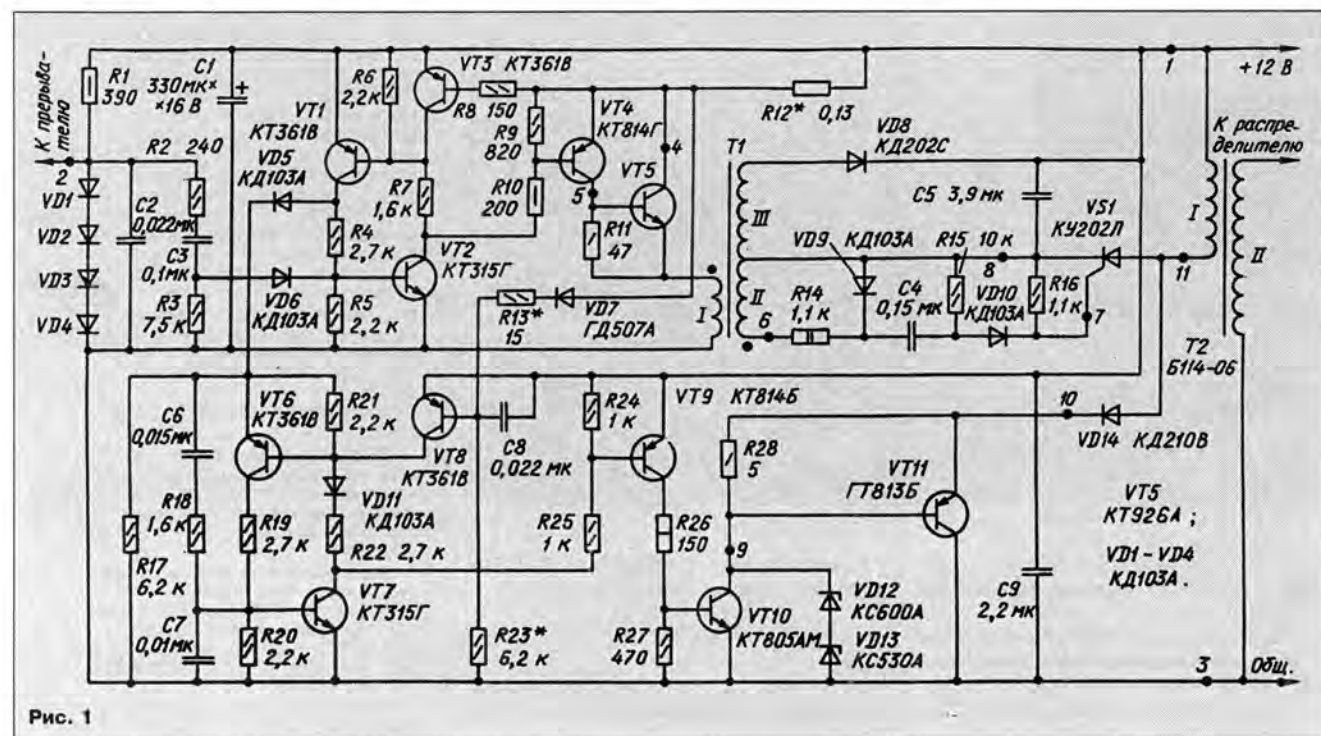 К прерыва-
телю
R1
390
C1
330 мк×
×16 В
R6
2,2 к
VT3 КТ361В
R8 150
R12* 0,13
1
+12 В
VT1
КТ361В
R9
820
VT4
КТ814Г
4
VD8
КД202С
К распре-
делителю
2
R2 240
VD5
КД103А
R7
1,6 к
R10
200
5
VT5
T1
III
C5 3,9 мк
VS1
КУ202Л
I
II
VD1
VD2
VD3
VD4
C2
0,022мк
C3
0,1мк
R4
2,7 к
VT2
КТ315Г
R11
47
VD9
КД103А
R15
10 к
8
11
R3
7,5 к
VD6
КД103А
R5
2,2 к
R13*
15
VD7
ГД507А
I
II
6
R14
1,1 к
C4
0,15 мк
VD10
КД103А
R16
1,1 к
7
T2
Б114-06
C6
0,015мк
VT6
КТ361В
R21
2,2 к
VT8
КТ361В
C8
0,022 мк
R24
1 к
VT9 КТ814Б
10
VD14 КД210В
R28
5
VT11
ГТ813Б
R18
1,6 к
VD11
КД103А
R17
6,2 к
R19
2,7 к
R22 2,7 к
R25
1 к
R26
150
9
VT5
КТ926А ;
VD1 – VD4
КД103А .
VT7
КТ315Г
C7
0,01мк
R20
2,2 к
R23*
6,2 к
R27
470
VT10
КТ805АМ
VD12
КС600А
VD13
КС530А
C9
2,2 мк
3
Общ.
Рис. 1